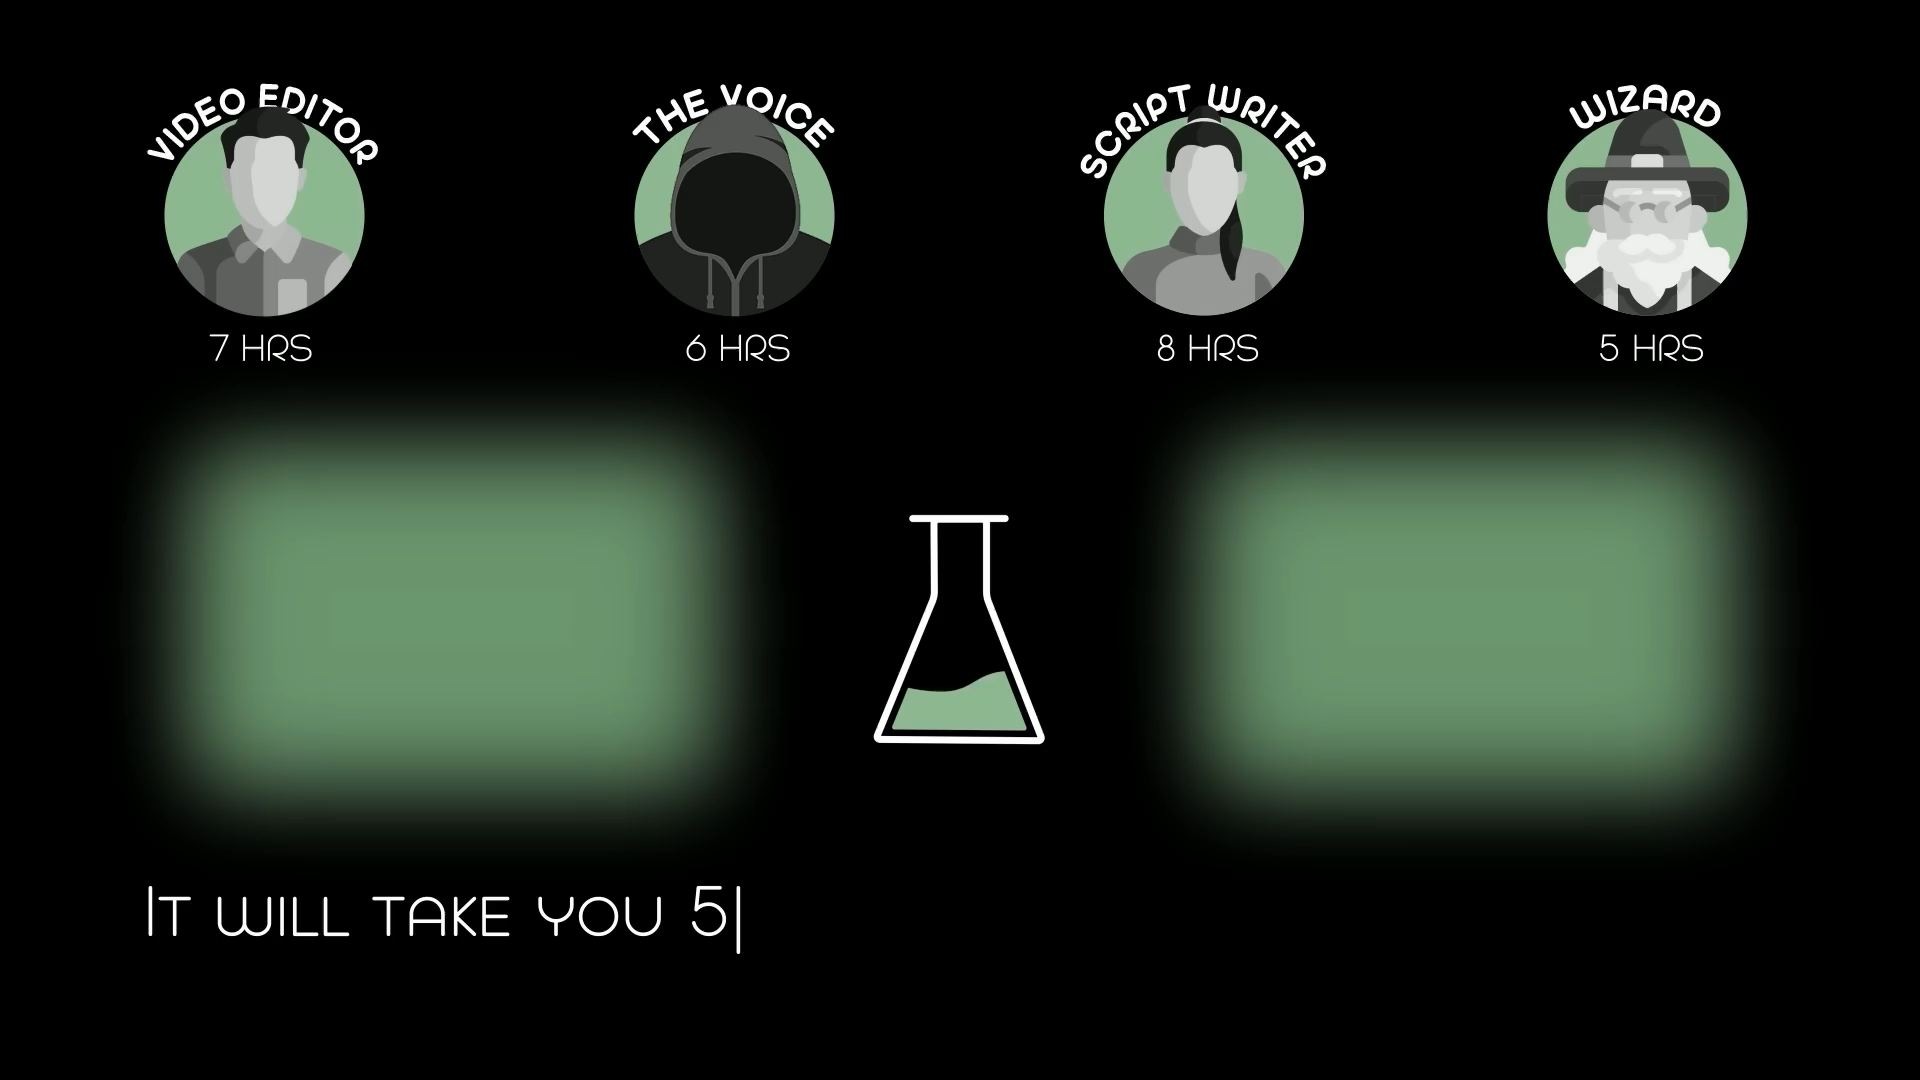 VIDEO EDITOR
THE VOICE
SCRIPT WRITER
WIZARD
7 HRS
6 HRS
8 HRS
5 HRS
IT WILL TAKE YOU 5